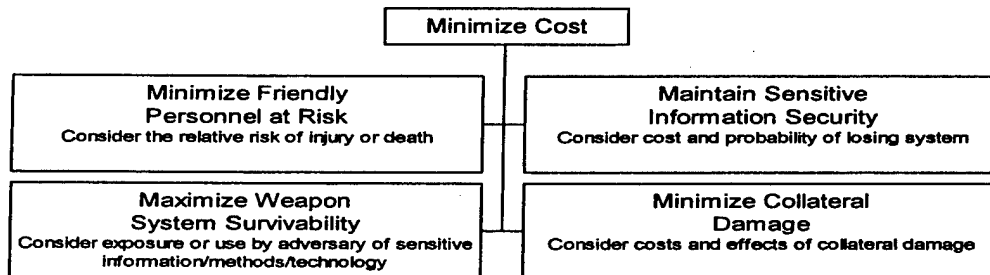 Minimize Cost
Minimize Friendly
Personnel at Risk
Consider the relative risk of injury or death
Maintain Sensitive
Information Security
Consider cost and probability of losing system
Maximize Weapon
System Survivability
Consider exposure or use by adversary of sensitive
information/methods/technology
Minimize Collateral
Damage
Consider costs and effects of collateral damage